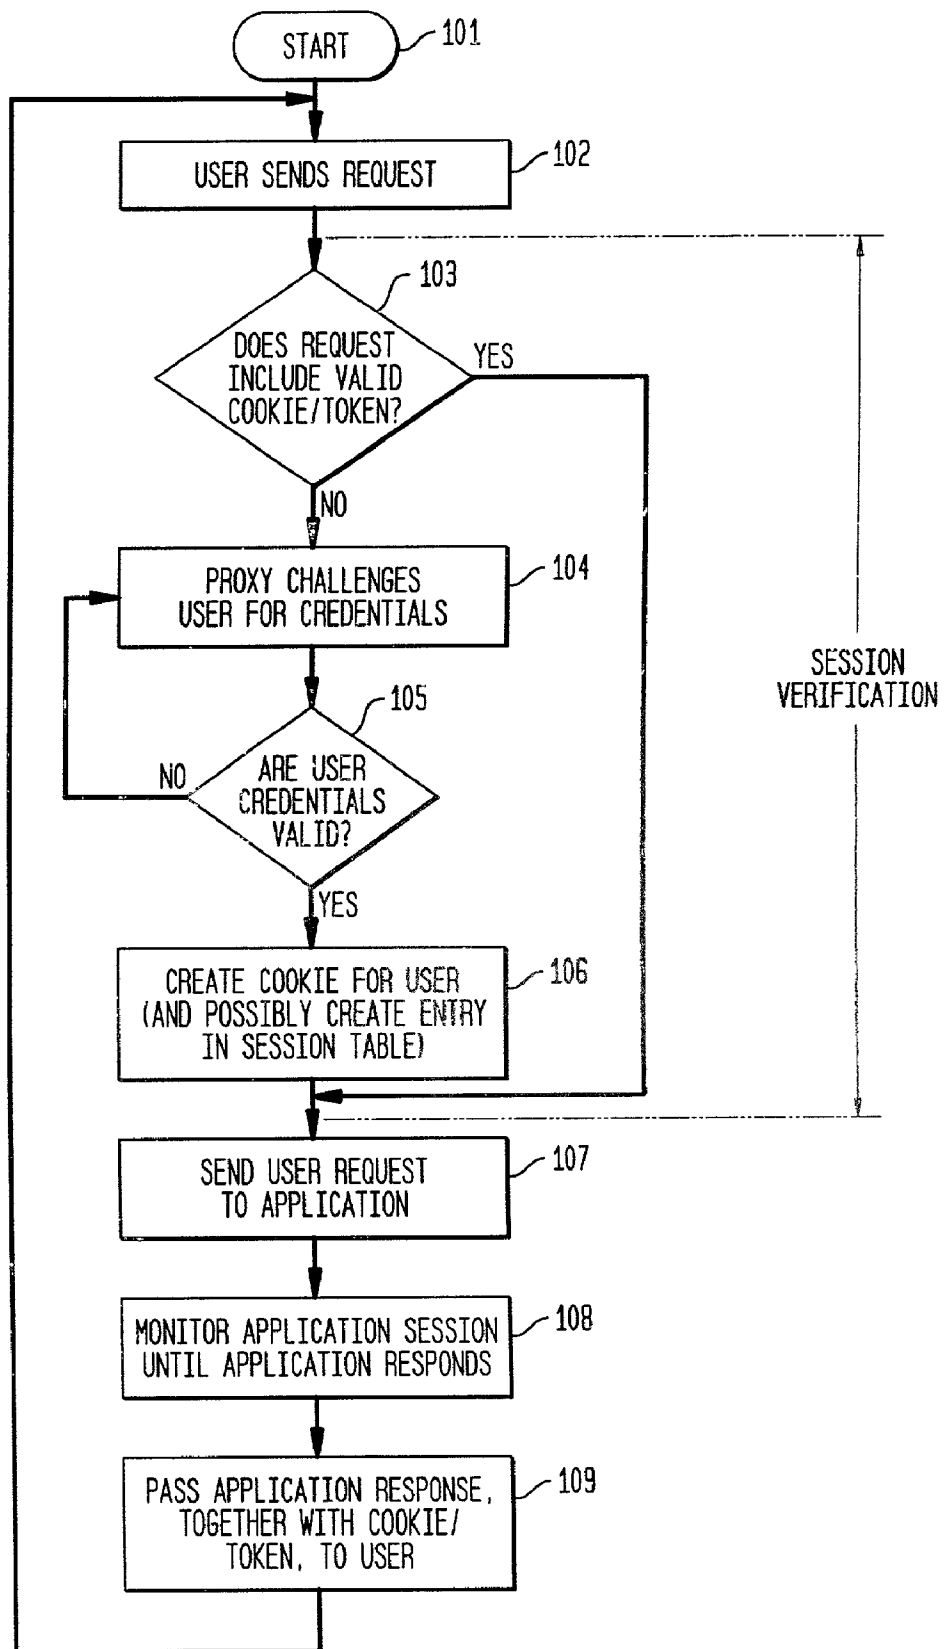 START
101
USER SENDS REQUEST
102
103
DOES REQUEST
INCLUDE VALID
COOKIE/TOKEN?
YES
NO
PROXY CHALLENGES
USER FOR CREDENTIALS
104
SESSION
VERIFICATION
105
NO
ARE USER
CREDENTIALS
VALID?
YES
CREATE COOKIE FOR USER
(AND POSSIBLY CREATE ENTRY
IN SESSION TABLE)
106
SEND USER REQUEST
TO APPLICATION
107
MONITOR APPLICATION SESSION
UNTIL APPLICATION RESPONDS
108
PASS APPLICATION RESPONSE,
TOGETHER WITH COOKIE/
TOKEN, TO USER
109